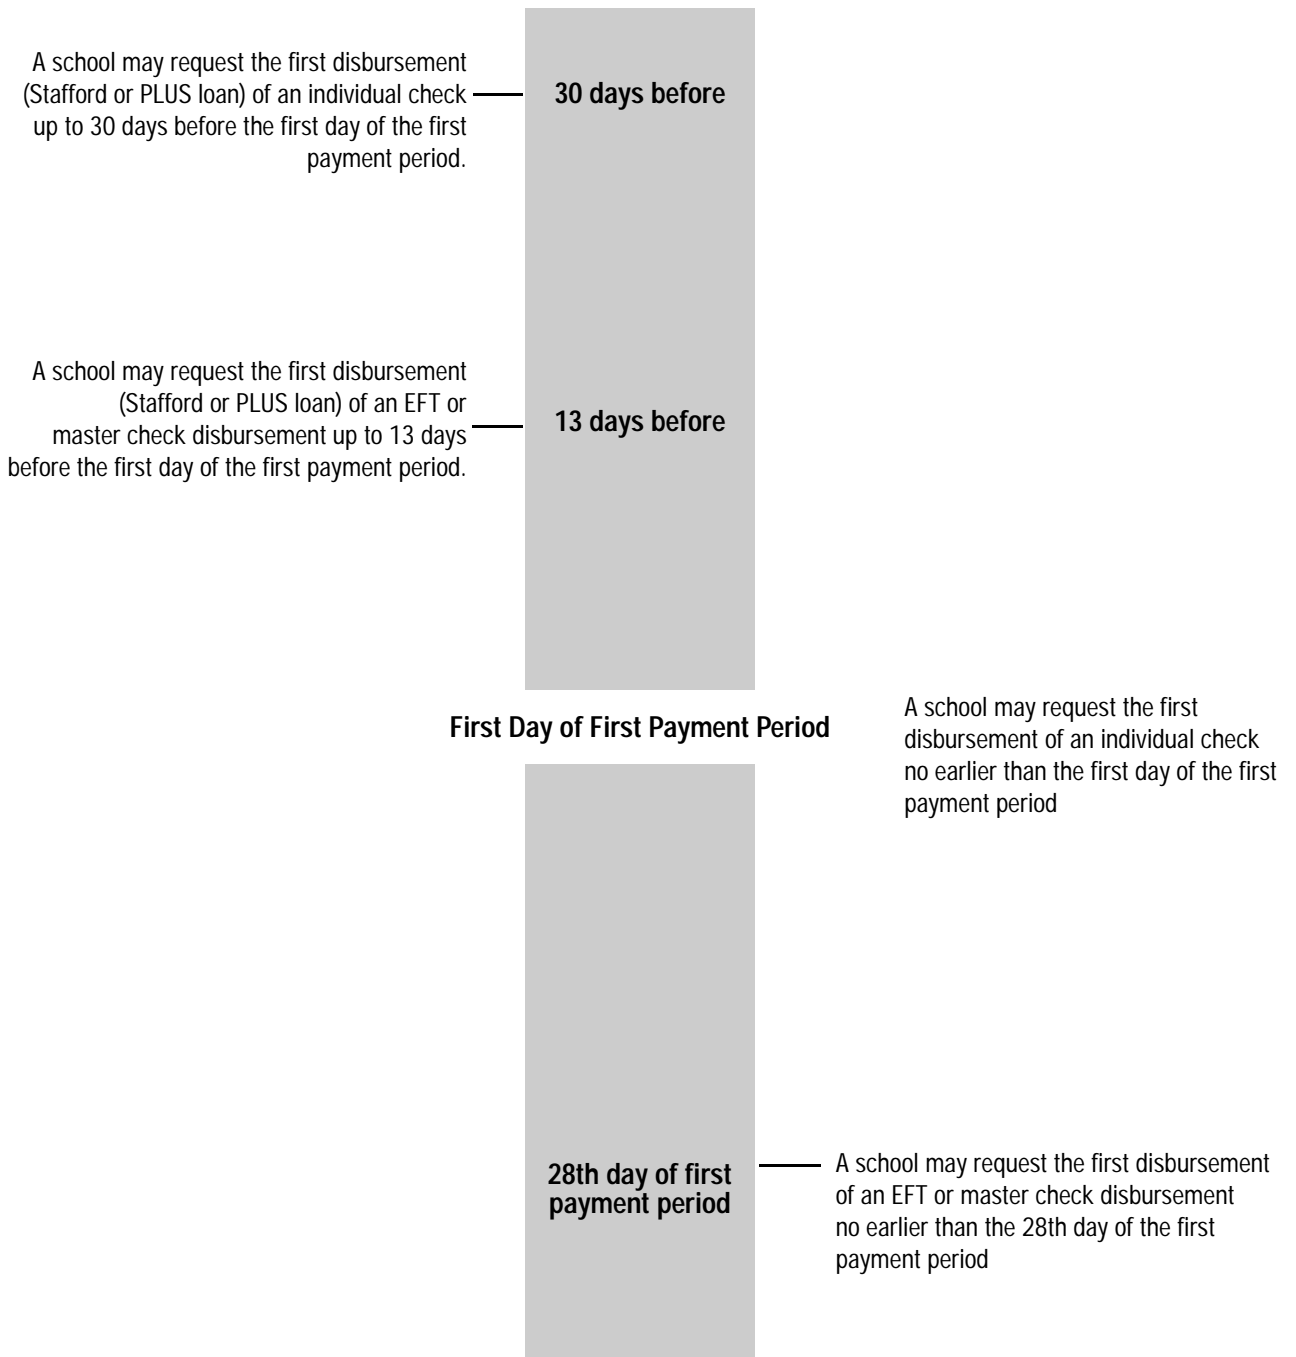 A school may request the first disbursement
(Stafford or PLUS loan) of an individual check
up to 30 days before the first day of the first
payment period.
30 days before
A school may request the first disbursement
(Stafford or PLUS loan) of an EFT or
master check disbursement up to 13 days
before the first day of the first payment period.
13 days before
First Day of First Payment Period
A school may request the first
disbursement of an individual check
no earlier than the first day of the first
payment period
28th day of first
payment period
A school may request the first disbursement
of an EFT or master check disbursement
no earlier than the 28th day of the first
payment period